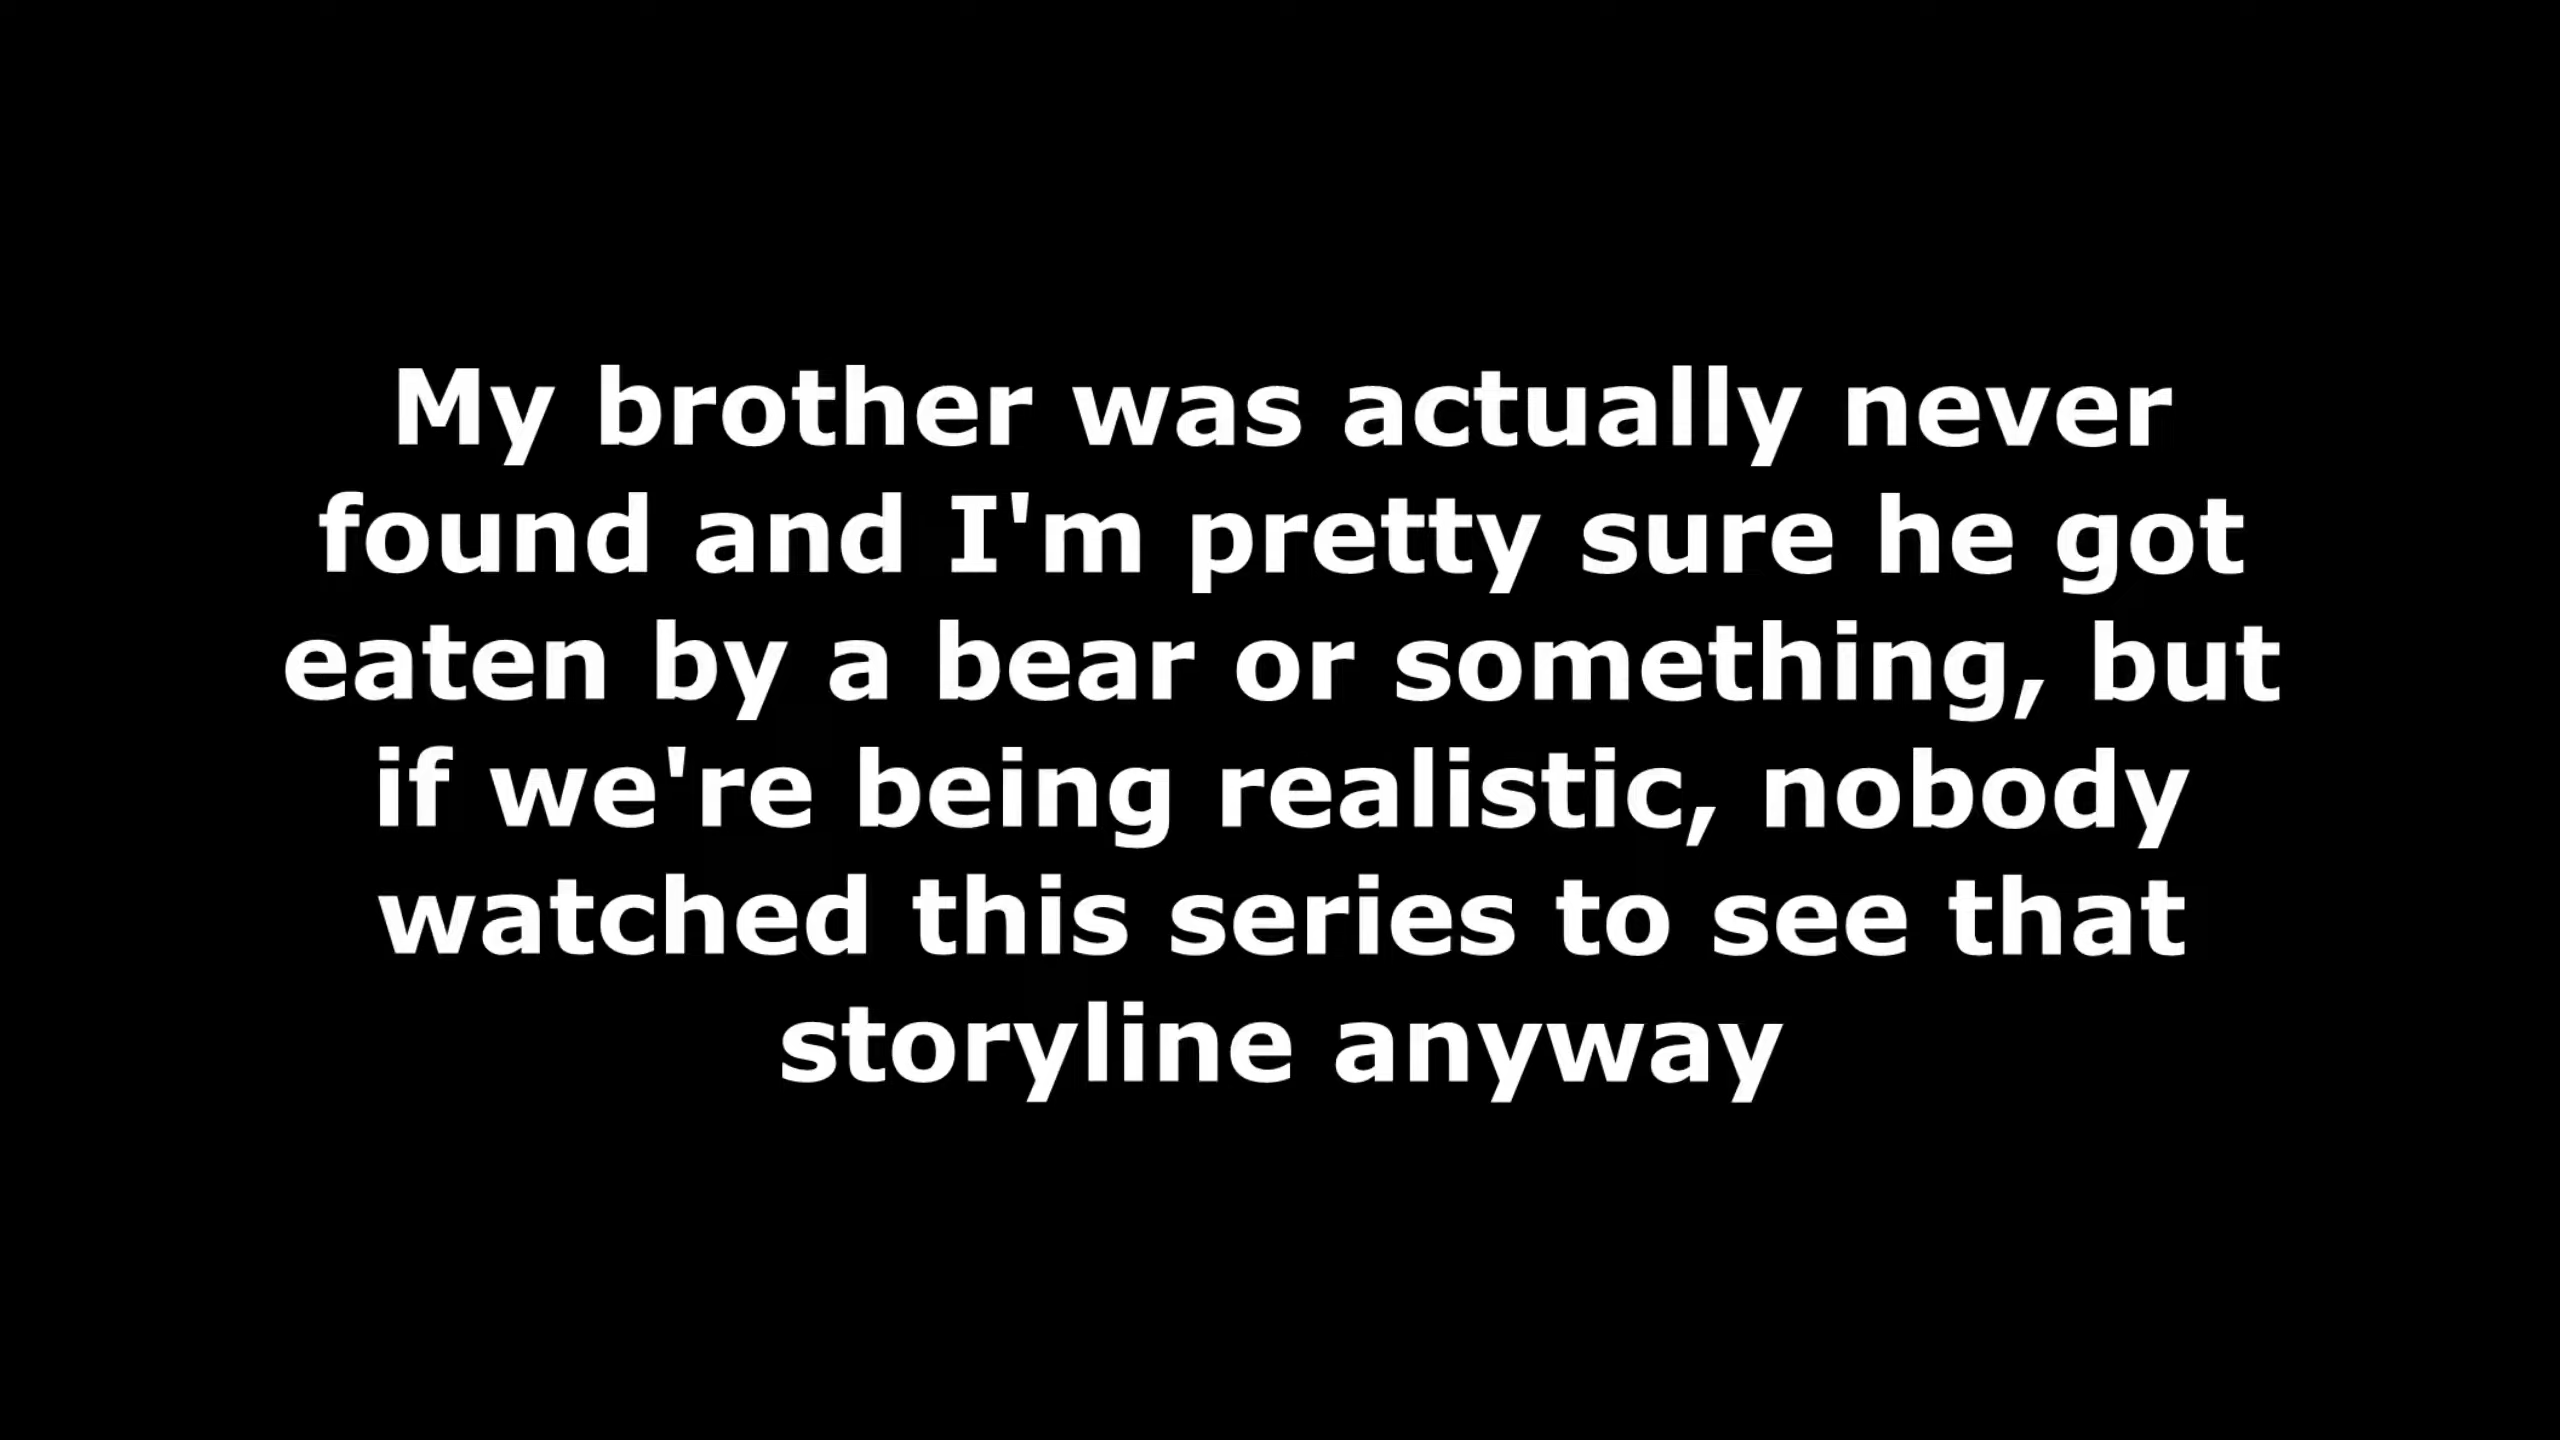 My brother was actually never
found and I'm pretty sure he got
eaten by a bear or something, but
if we're being realistic, nobody
watched this series to see that
storyline anyway